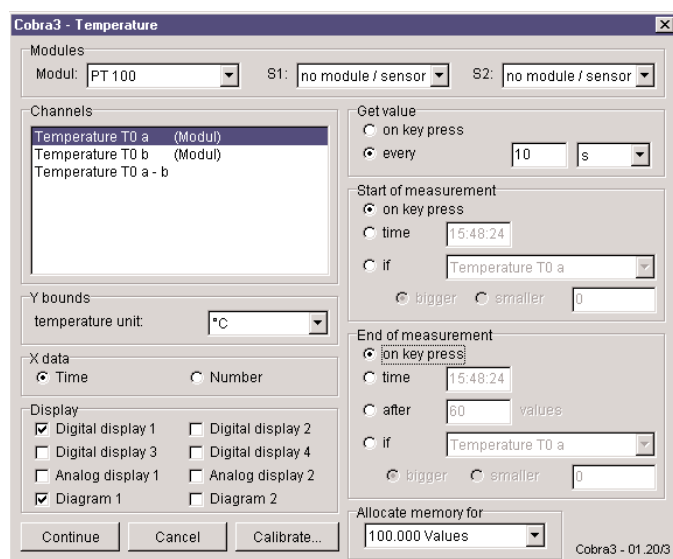 Cobra3 - Temperature
Modules
Modul: PT 100 S1: no module / sensor S2: no module / sensor
Channels
Temperature T0 a (Modul)
Temperature T0 b (Modul)
Temperature T0 a - b
Y bounds
temperature unit: °C
X data
Time Number
Display
Digital display 1 Digital display 2
Digital display 3 Digital display 4
Analog display 1 Analog display 2
Diagram 1 Diagram 2
Continue Cancel Calibrate...
Get value
on key press
every 10 s
Start of measurement
on key press
time 15:48:24
if Temperature T0 a
bigger smaller 0
End of measurement
on key press
time 15:48:24
after 60 values
if Temperature T0 a
bigger smaller 0
Allocate memory for
100.000 Values
Cobra3 - 01.20/3